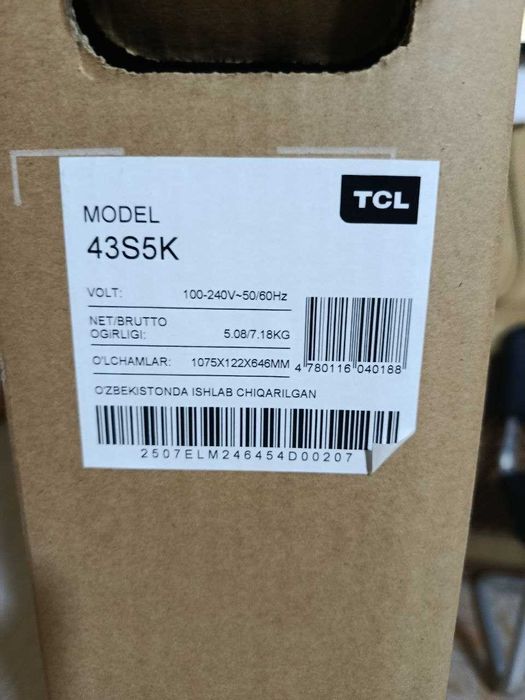 TCL
MODEL
43S5K
VOLT: 100-240V~50/60Hz
NET/BRUTTO
OGIRLIGI: 5.08/7.18KG
O'LCHAMLAR: 1075X122X646MM
4 780116 040188
O'ZBEKISTONDA ISHLAB CHIQARILGAN
2507ELM246454D00207